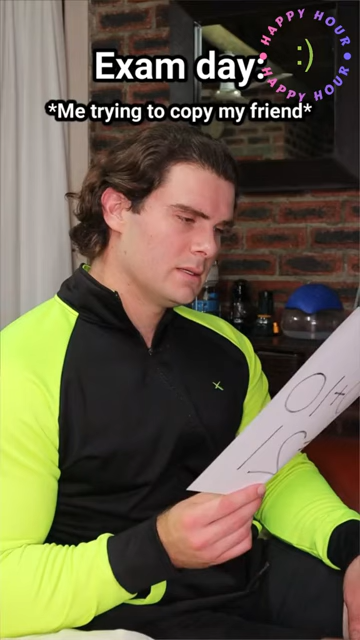 HAPPY HOUR
:)
HAPPY HOUR
Exam day:
*Me trying to copy my friend*